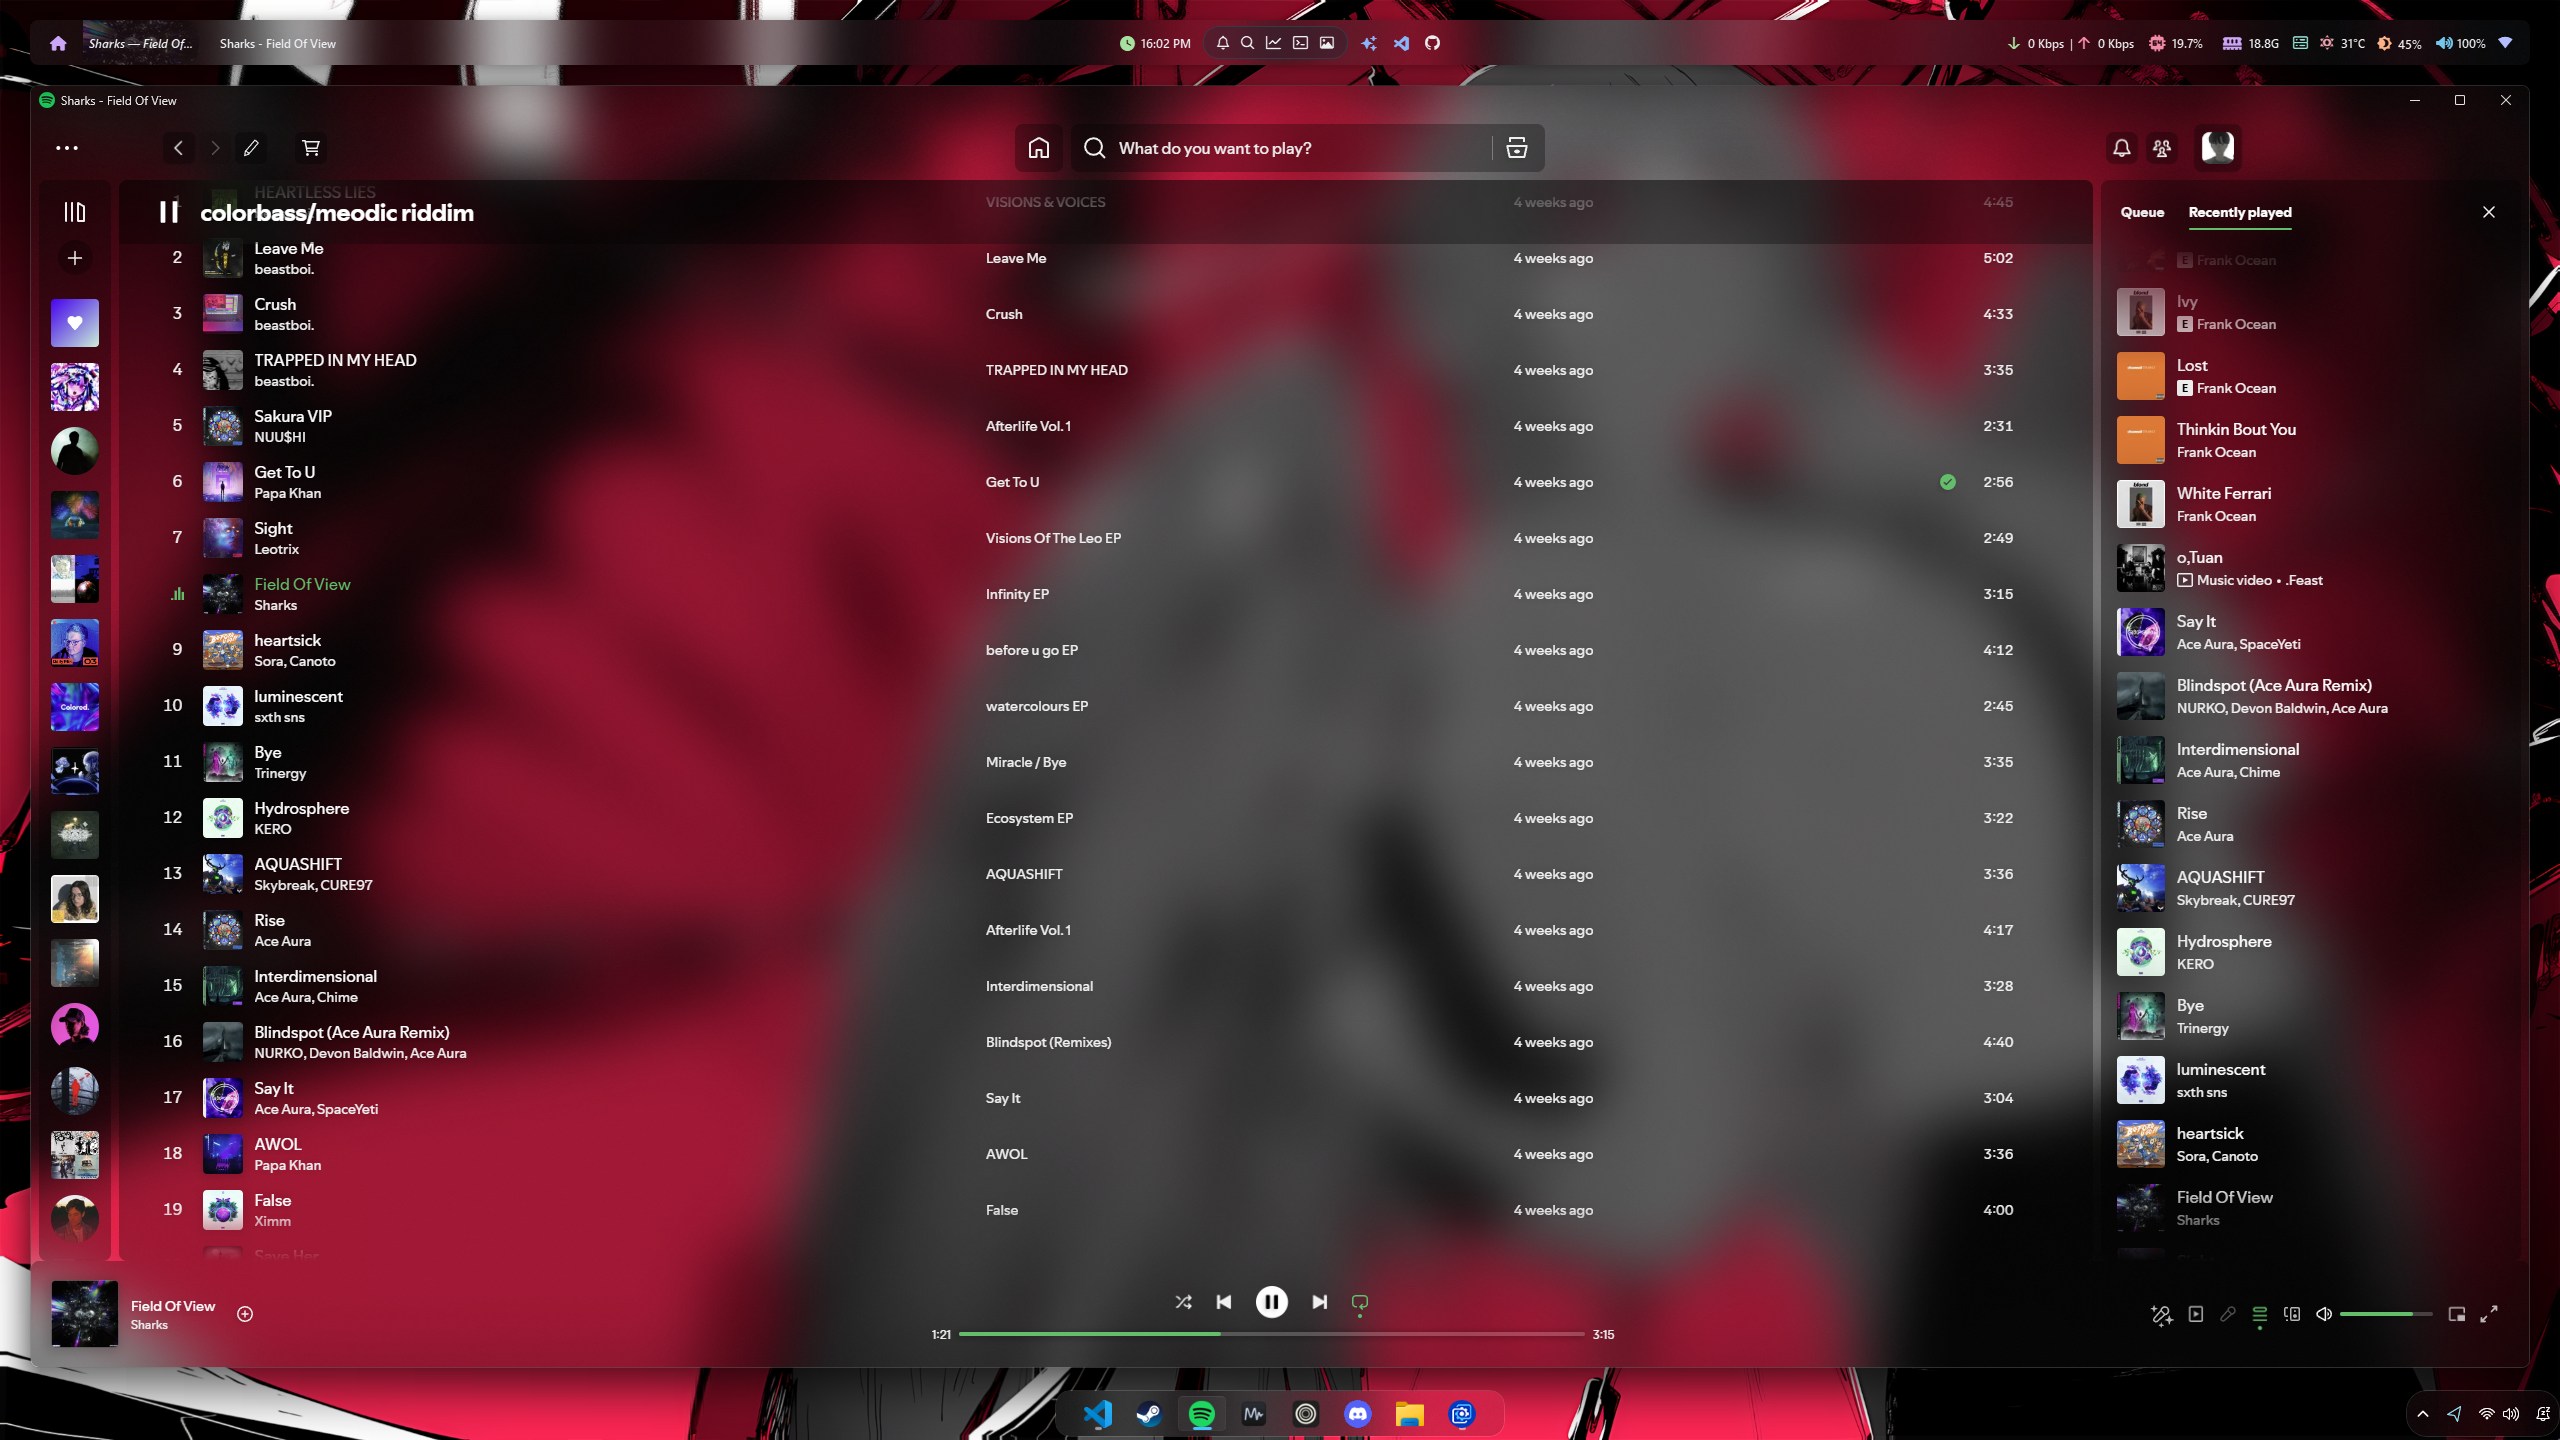 Sharks — Field Of...
Sharks - Field Of View
16:02 PM
0 Kbps | 0 Kbps
19.7%
18.8G
31°C
45%
100%
Sharks - Field Of View
What do you want to play?
colorbass/meodic riddim
1 HEARTLESS LIES VISIONS & VOICES 4 weeks ago 4:45
2 Leave Me Leave Me 4 weeks ago 5:02
beastboi.
3 Crush Crush 4 weeks ago 4:33
beastboi.
4 TRAPPED IN MY HEAD TRAPPED IN MY HEAD 4 weeks ago 3:35
beastboi.
5 Sakura VIP Afterlife Vol. 1 4 weeks ago 2:31
NUU$HI
6 Get To U Get To U 4 weeks ago 2:56
Papa Khan
7 Sight Visions Of The Leo EP 4 weeks ago 2:49
Leotrix
Field Of View Infinity EP 4 weeks ago 3:15
Sharks
9 heartsick before u go EP 4 weeks ago 4:12
Sora, Canoto
10 luminescent watercolours EP 4 weeks ago 2:45
sxth sns
11 Bye Miracle / Bye 4 weeks ago 3:35
Trinergy
12 Hydrosphere Ecosystem EP 4 weeks ago 3:22
KERO
13 AQUASHIFT AQUASHIFT 4 weeks ago 3:36
Skybreak, CURE97
14 Rise Afterlife Vol. 1 4 weeks ago 4:17
Ace Aura
15 Interdimensional Interdimensional 4 weeks ago 3:28
Ace Aura, Chime
16 Blindspot (Ace Aura Remix) Blindspot (Remixes) 4 weeks ago 4:40
NURKO, Devon Baldwin, Ace Aura
17 Say It Say It 4 weeks ago 3:04
Ace Aura, SpaceYeti
18 AWOL AWOL 4 weeks ago 3:36
Papa Khan
19 False False 4 weeks ago 4:00
Ximm
Save Her
Colored.
Queue Recently played
E Frank Ocean
Ivy
E Frank Ocean
Lost
E Frank Ocean
Thinkin Bout You
Frank Ocean
White Ferrari
Frank Ocean
o,Tuan
Music video • .Feast
Say It
Ace Aura, SpaceYeti
Blindspot (Ace Aura Remix)
NURKO, Devon Baldwin, Ace Aura
Interdimensional
Ace Aura, Chime
Rise
Ace Aura
AQUASHIFT
Skybreak, CURE97
Hydrosphere
KERO
Bye
Trinergy
luminescent
sxth sns
heartsick
Sora, Canoto
Field Of View
Sharks
Field Of View
Sharks
1:21
3:15